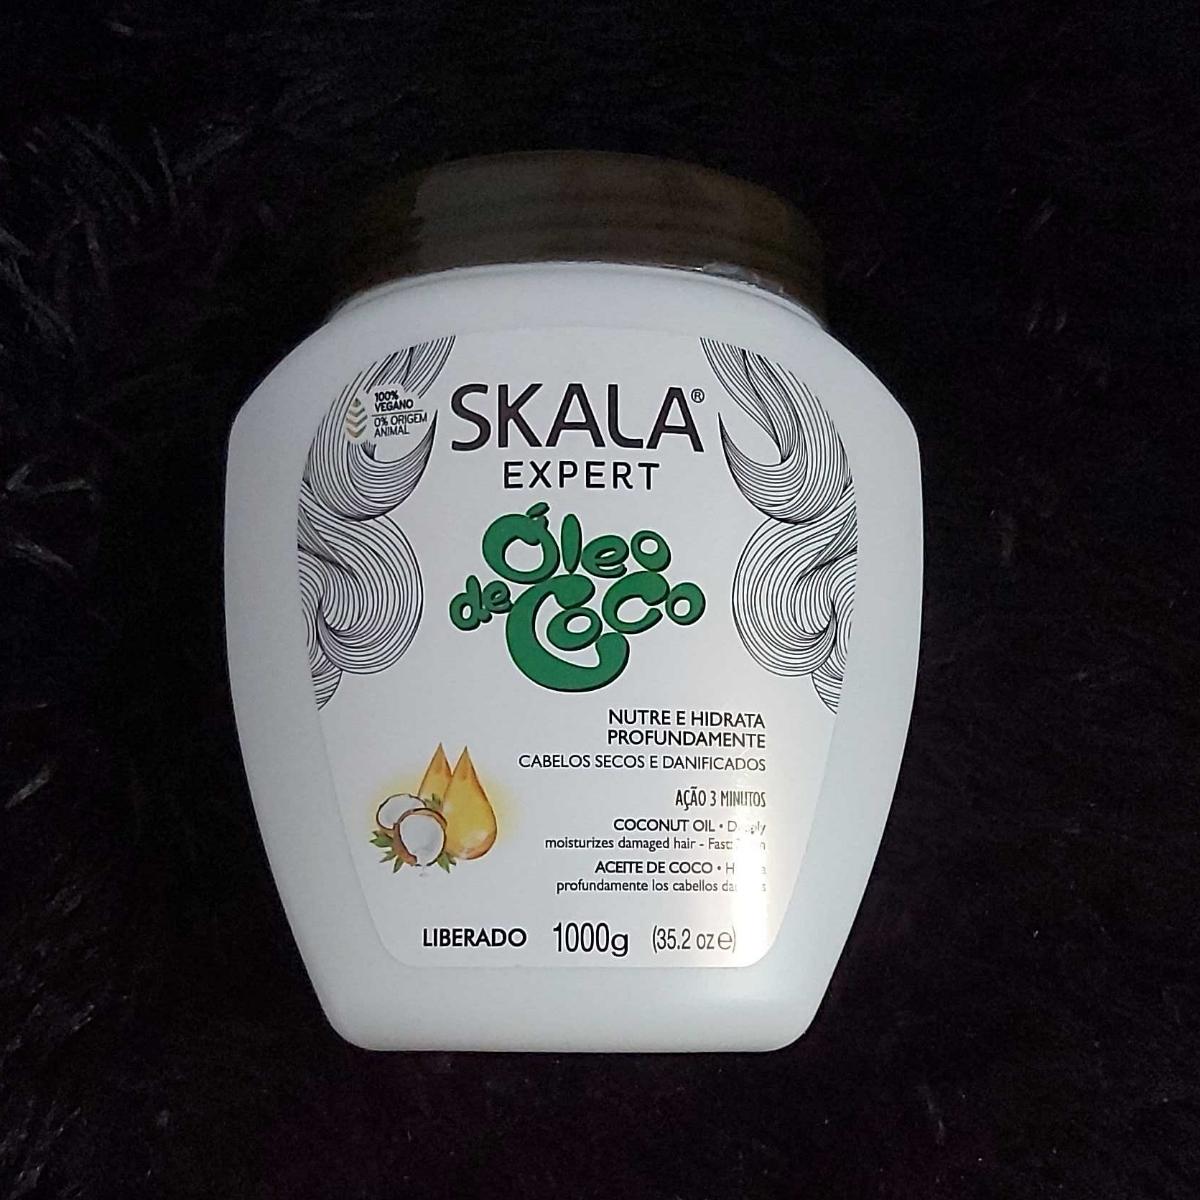 100%
VEGANO
0% ORIGEM
ANIMAL
SKALA®
EXPERT
Óleo
de Coco
NUTRE E HIDRATA
PROFUNDAMENTE
CABELOS SECOS E DANIFICADOS
AÇÃO 3 MINUTOS
COCONUT OIL •
moisturizes damaged hair -
ACEITE DE COCO •
profundamente los cabellos
LIBERADO 1000g (35.2 oz ℮)